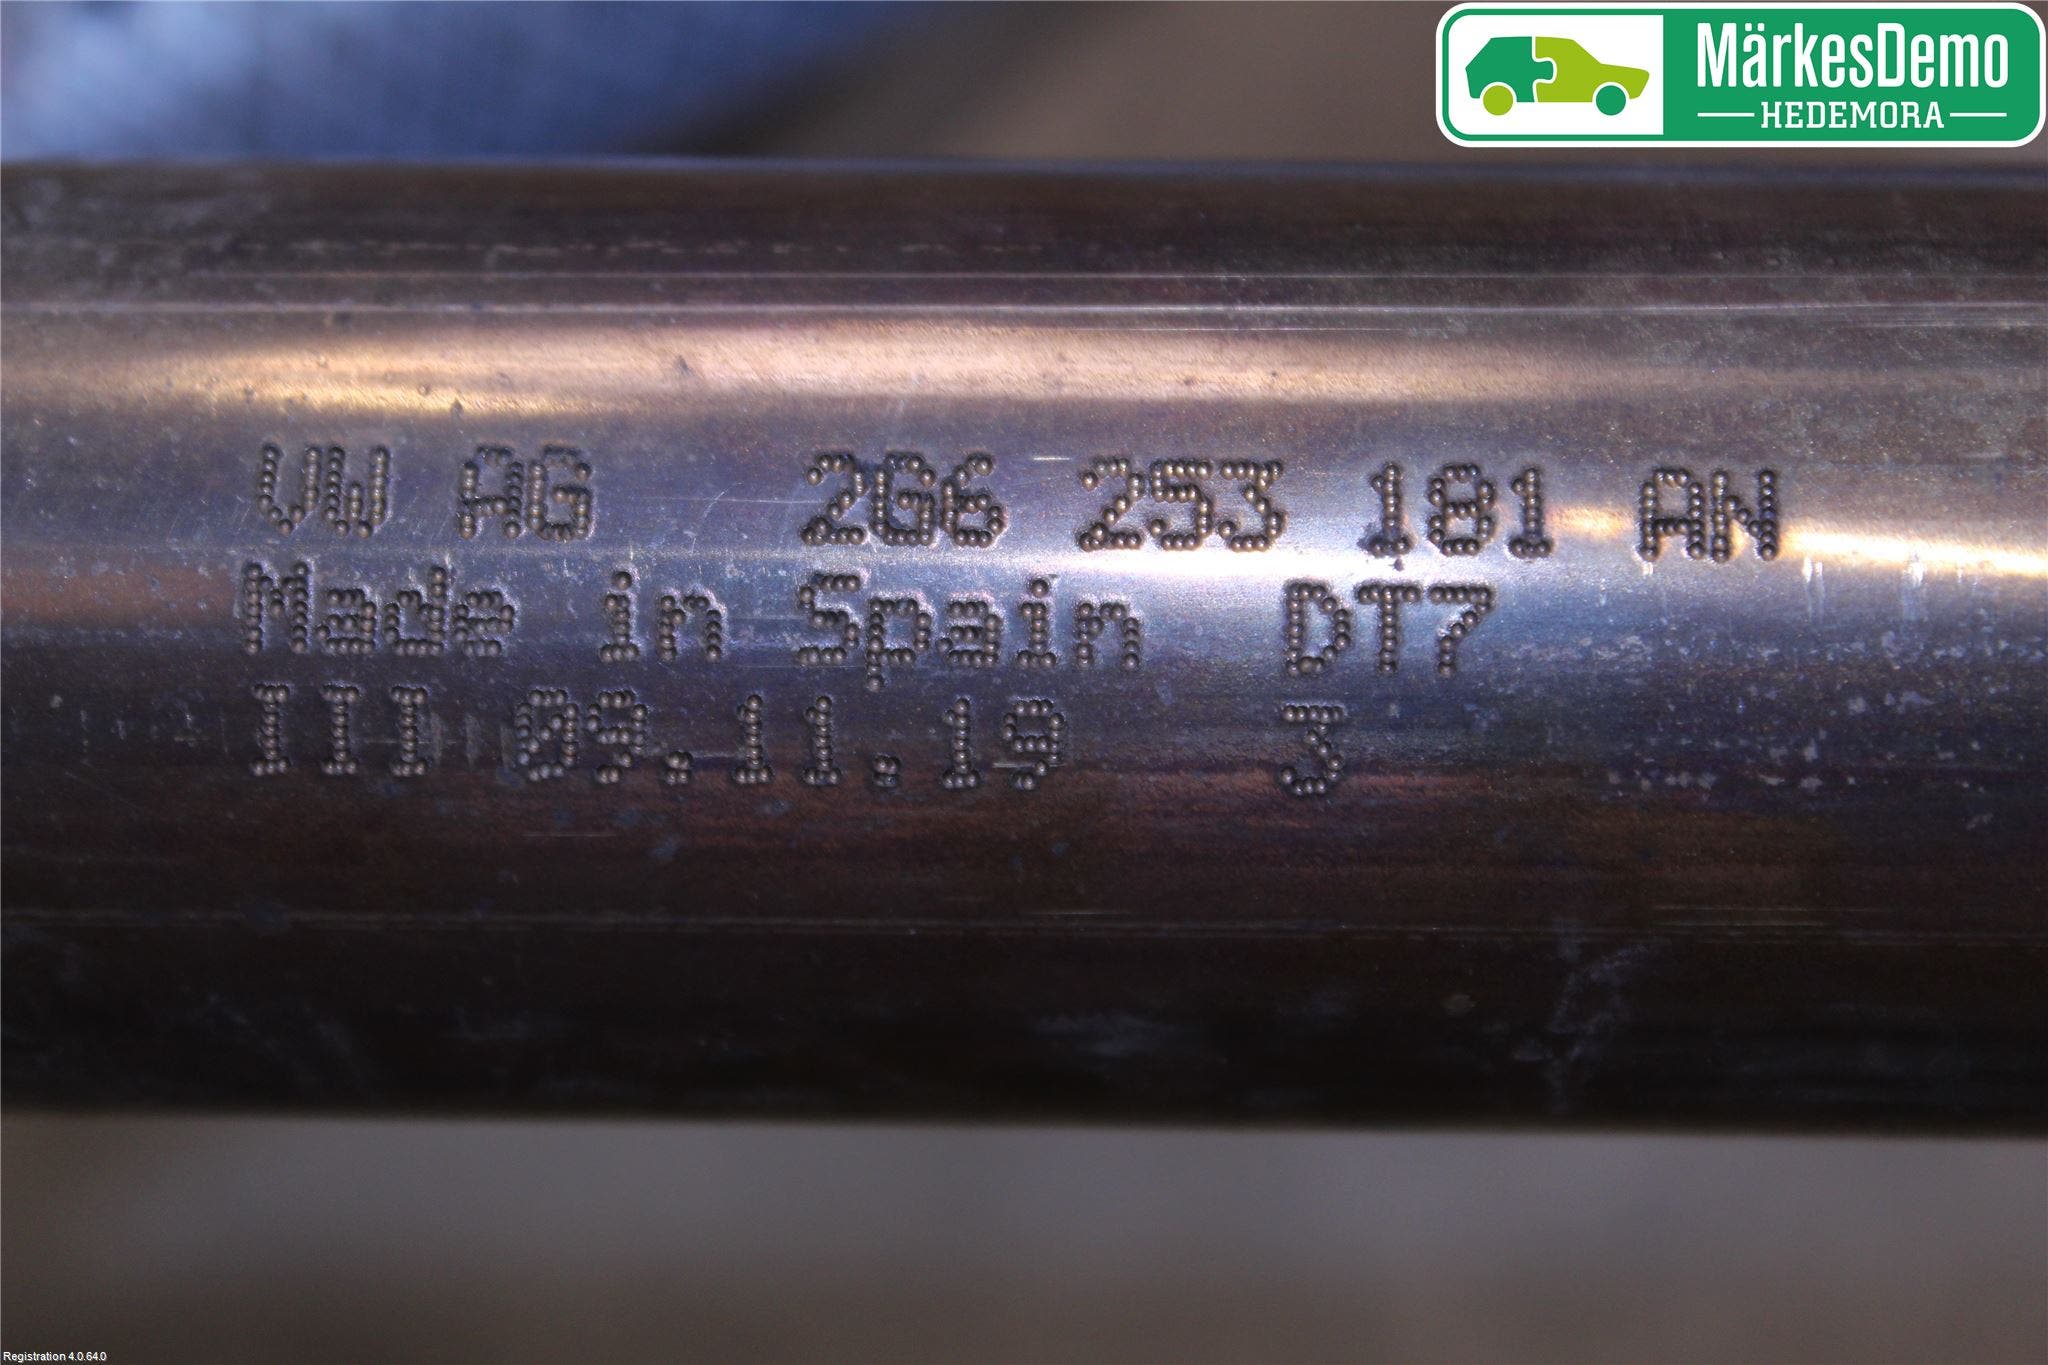 MärkesDemo
HEDEMORA
VW AG 2G6 253 181 AN
Made in Spain DT7
III 09.11.19 3
Registration 4.0.64.0